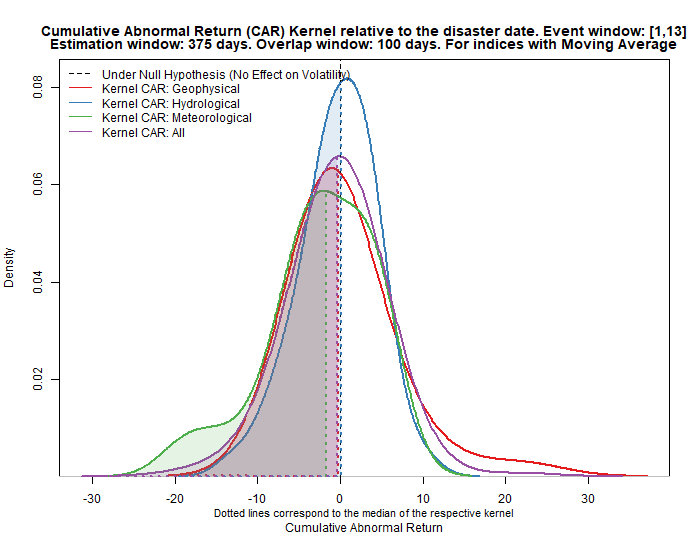 Cumulative Abnormal Return (CAR) Kernel relative to the disaster date. Event window: [1,13]
Estimation window: 375 days. Overlap window: 100 days. For indices with Moving Average
Under Null Hypothesis (No Effect on Volatility)
Kernel CAR: Geophysical
Kernel CAR: Hydrological
Kernel CAR: Meteorological
Kernel CAR: All
Density
0.08
0.06
0.04
0.02
-30 -20 -10 0 10 20 30
Dotted lines correspond to the median of the respective kernel
Cumulative Abnormal Return